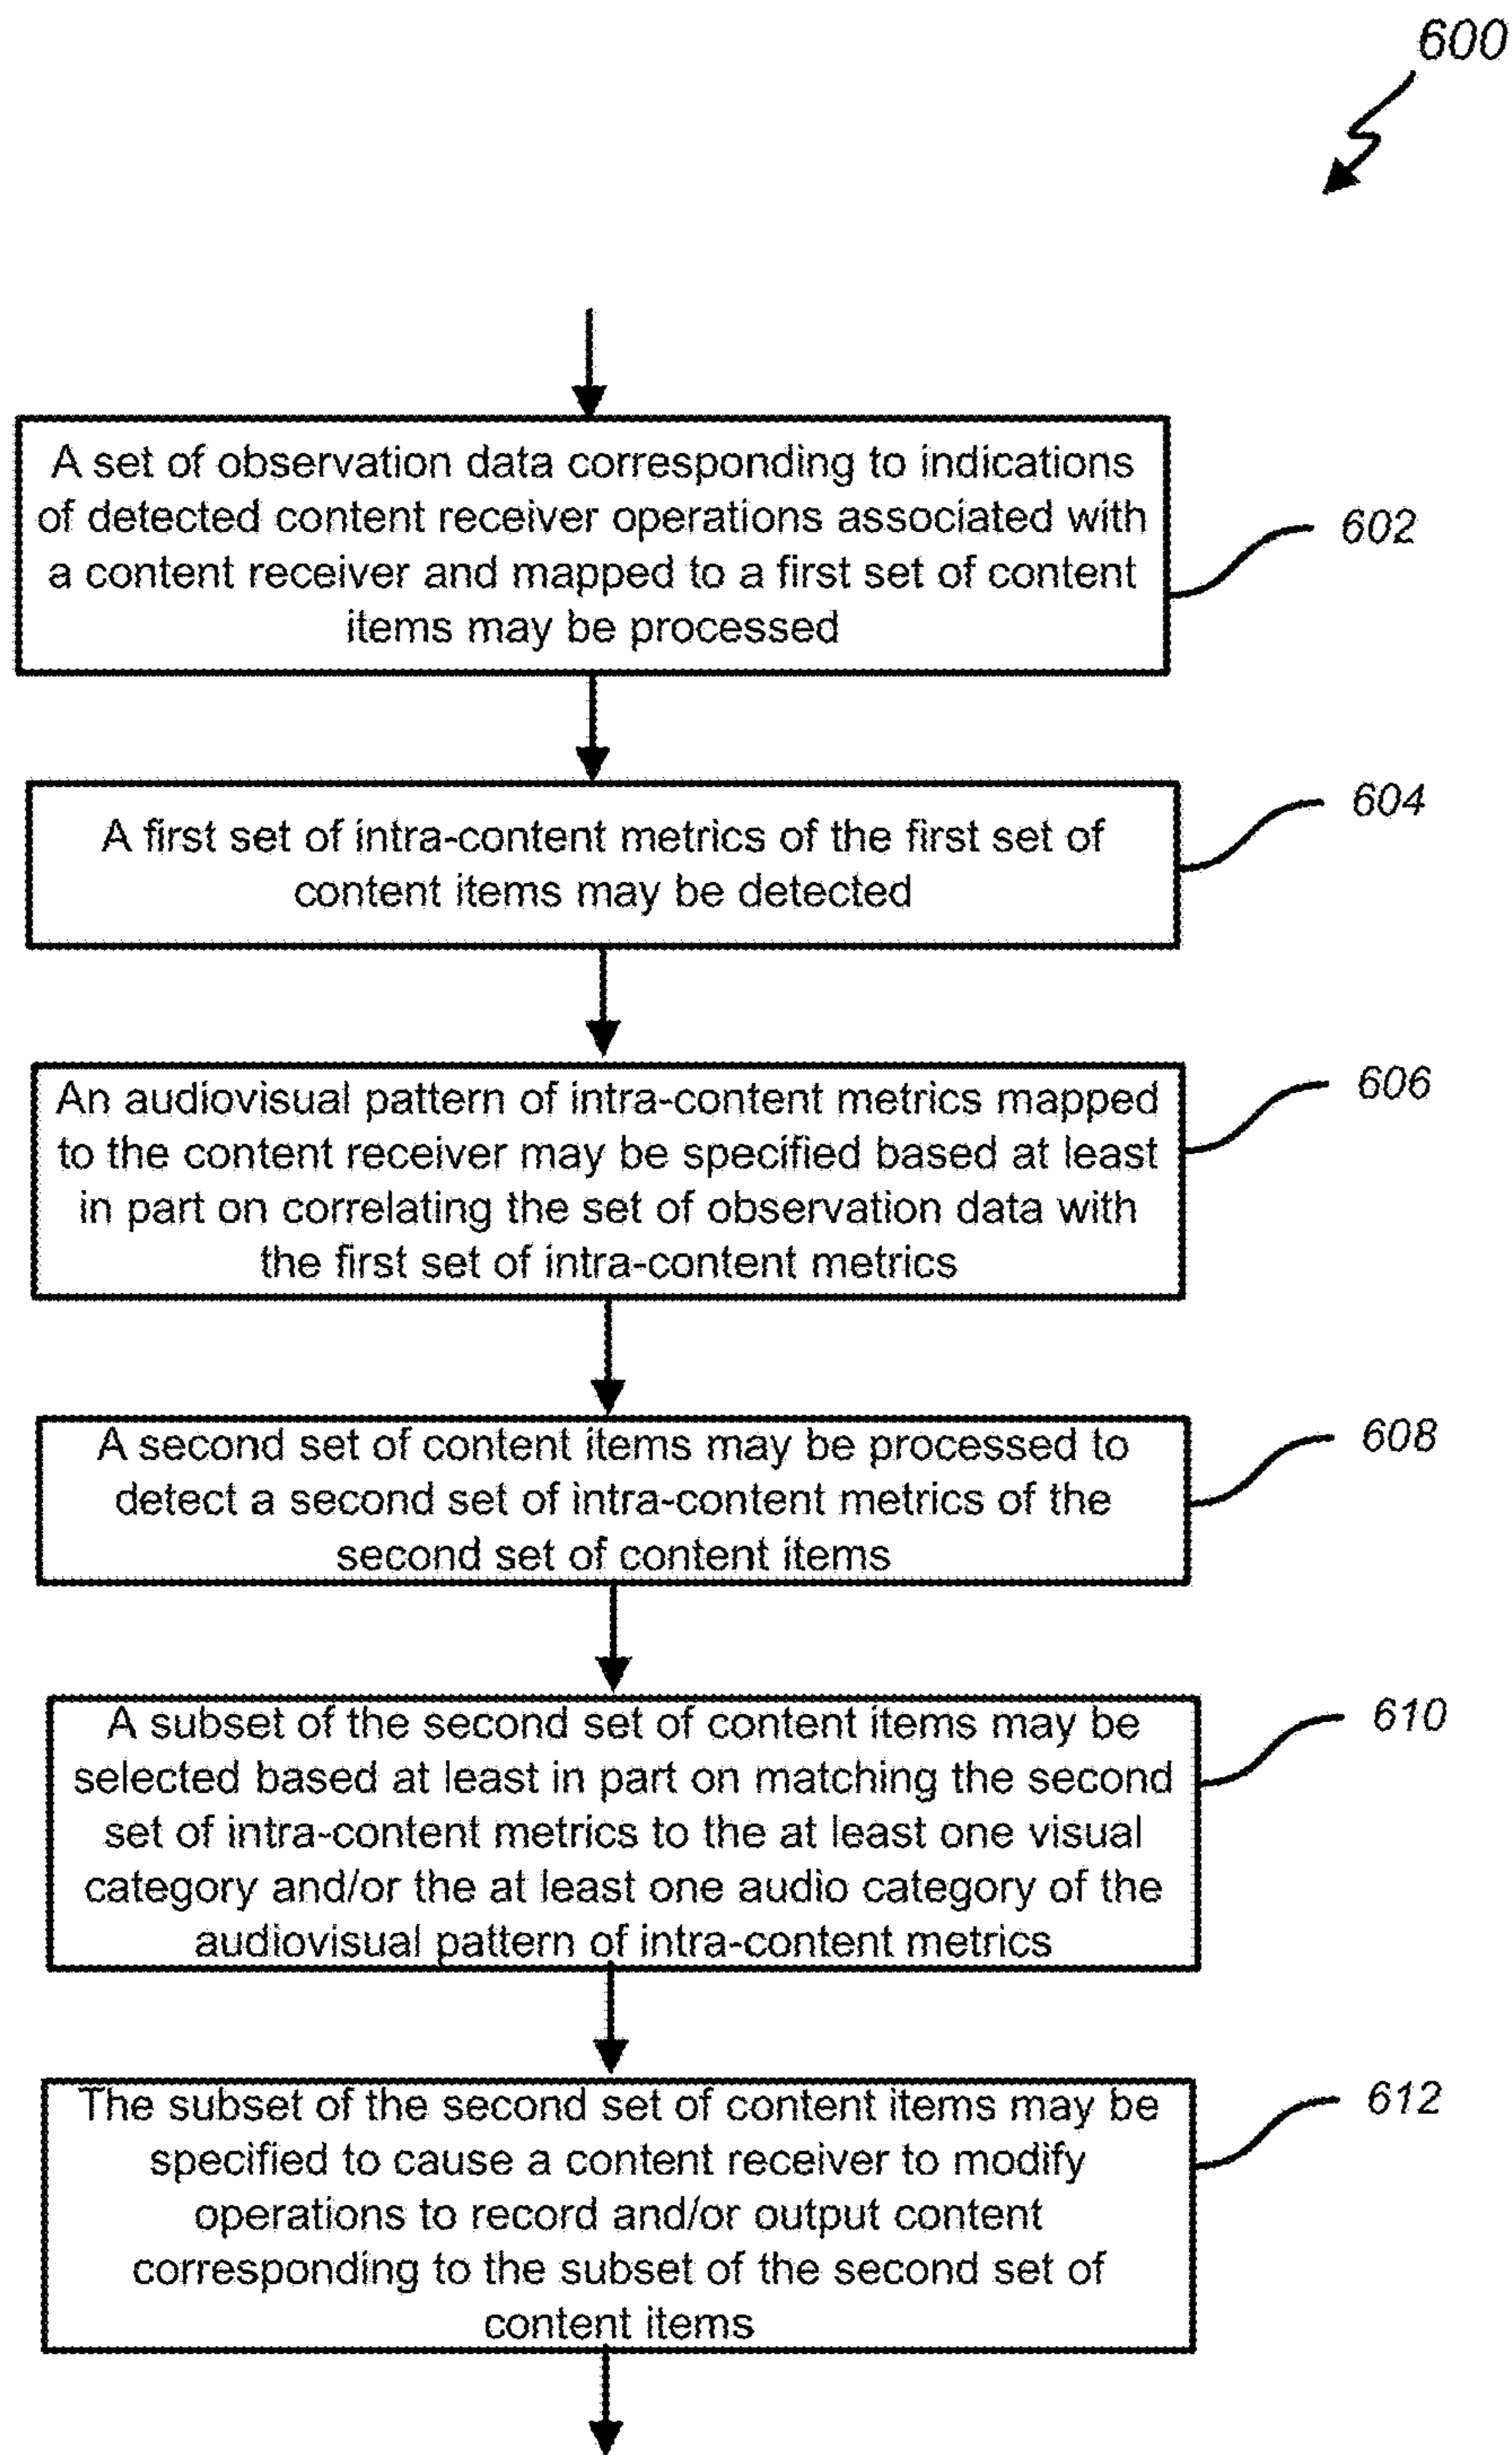 600
A set of observation data corresponding to indications
of detected content receiver operations associated with
a content receiver and mapped to a first set of content
items may be processed
602
A first set of intra-content metrics of the first set of
content items may be detected
604
An audiovisual pattern of intra-content metrics mapped
to the content receiver may be specified based at least
in part on correlating the set of observation data with
the first set of intra-content metrics
606
A second set of content items may be processed to
detect a second set of intra-content metrics of the
second set of content items
608
A subset of the second set of content items may be
selected based at least in part on matching the second
set of intra-content metrics to the at least one visual
category and/or the at least one audio category of the
audiovisual pattern of intra-content metrics
610
The subset of the second set of content items may be
specified to cause a content receiver to modify
operations to record and/or output content
corresponding to the subset of the second set of
content items
612